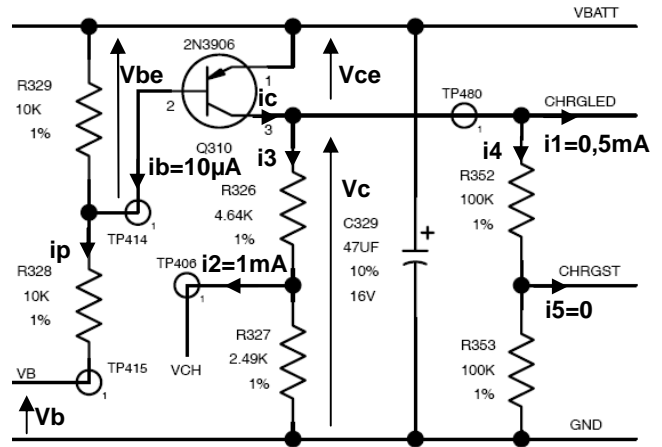 VBATT
2N3906
Vbe
1
Vce
R329
10K
1%
2
ic
TP480
1
CHRGLED
3
Q310
i3
i4
i1=0,5mA
ib=10µA
R326
4.64K
1%
Vc
R352
100K
1%
1
TP414
C329
47UF
10%
16V
+
ip
R328
10K
1%
TP406
1
i2=1mA
CHRGST
i5=0
R327
2.49K
1%
R353
100K
1%
VCH
VB
TP415
1
Vb
GND